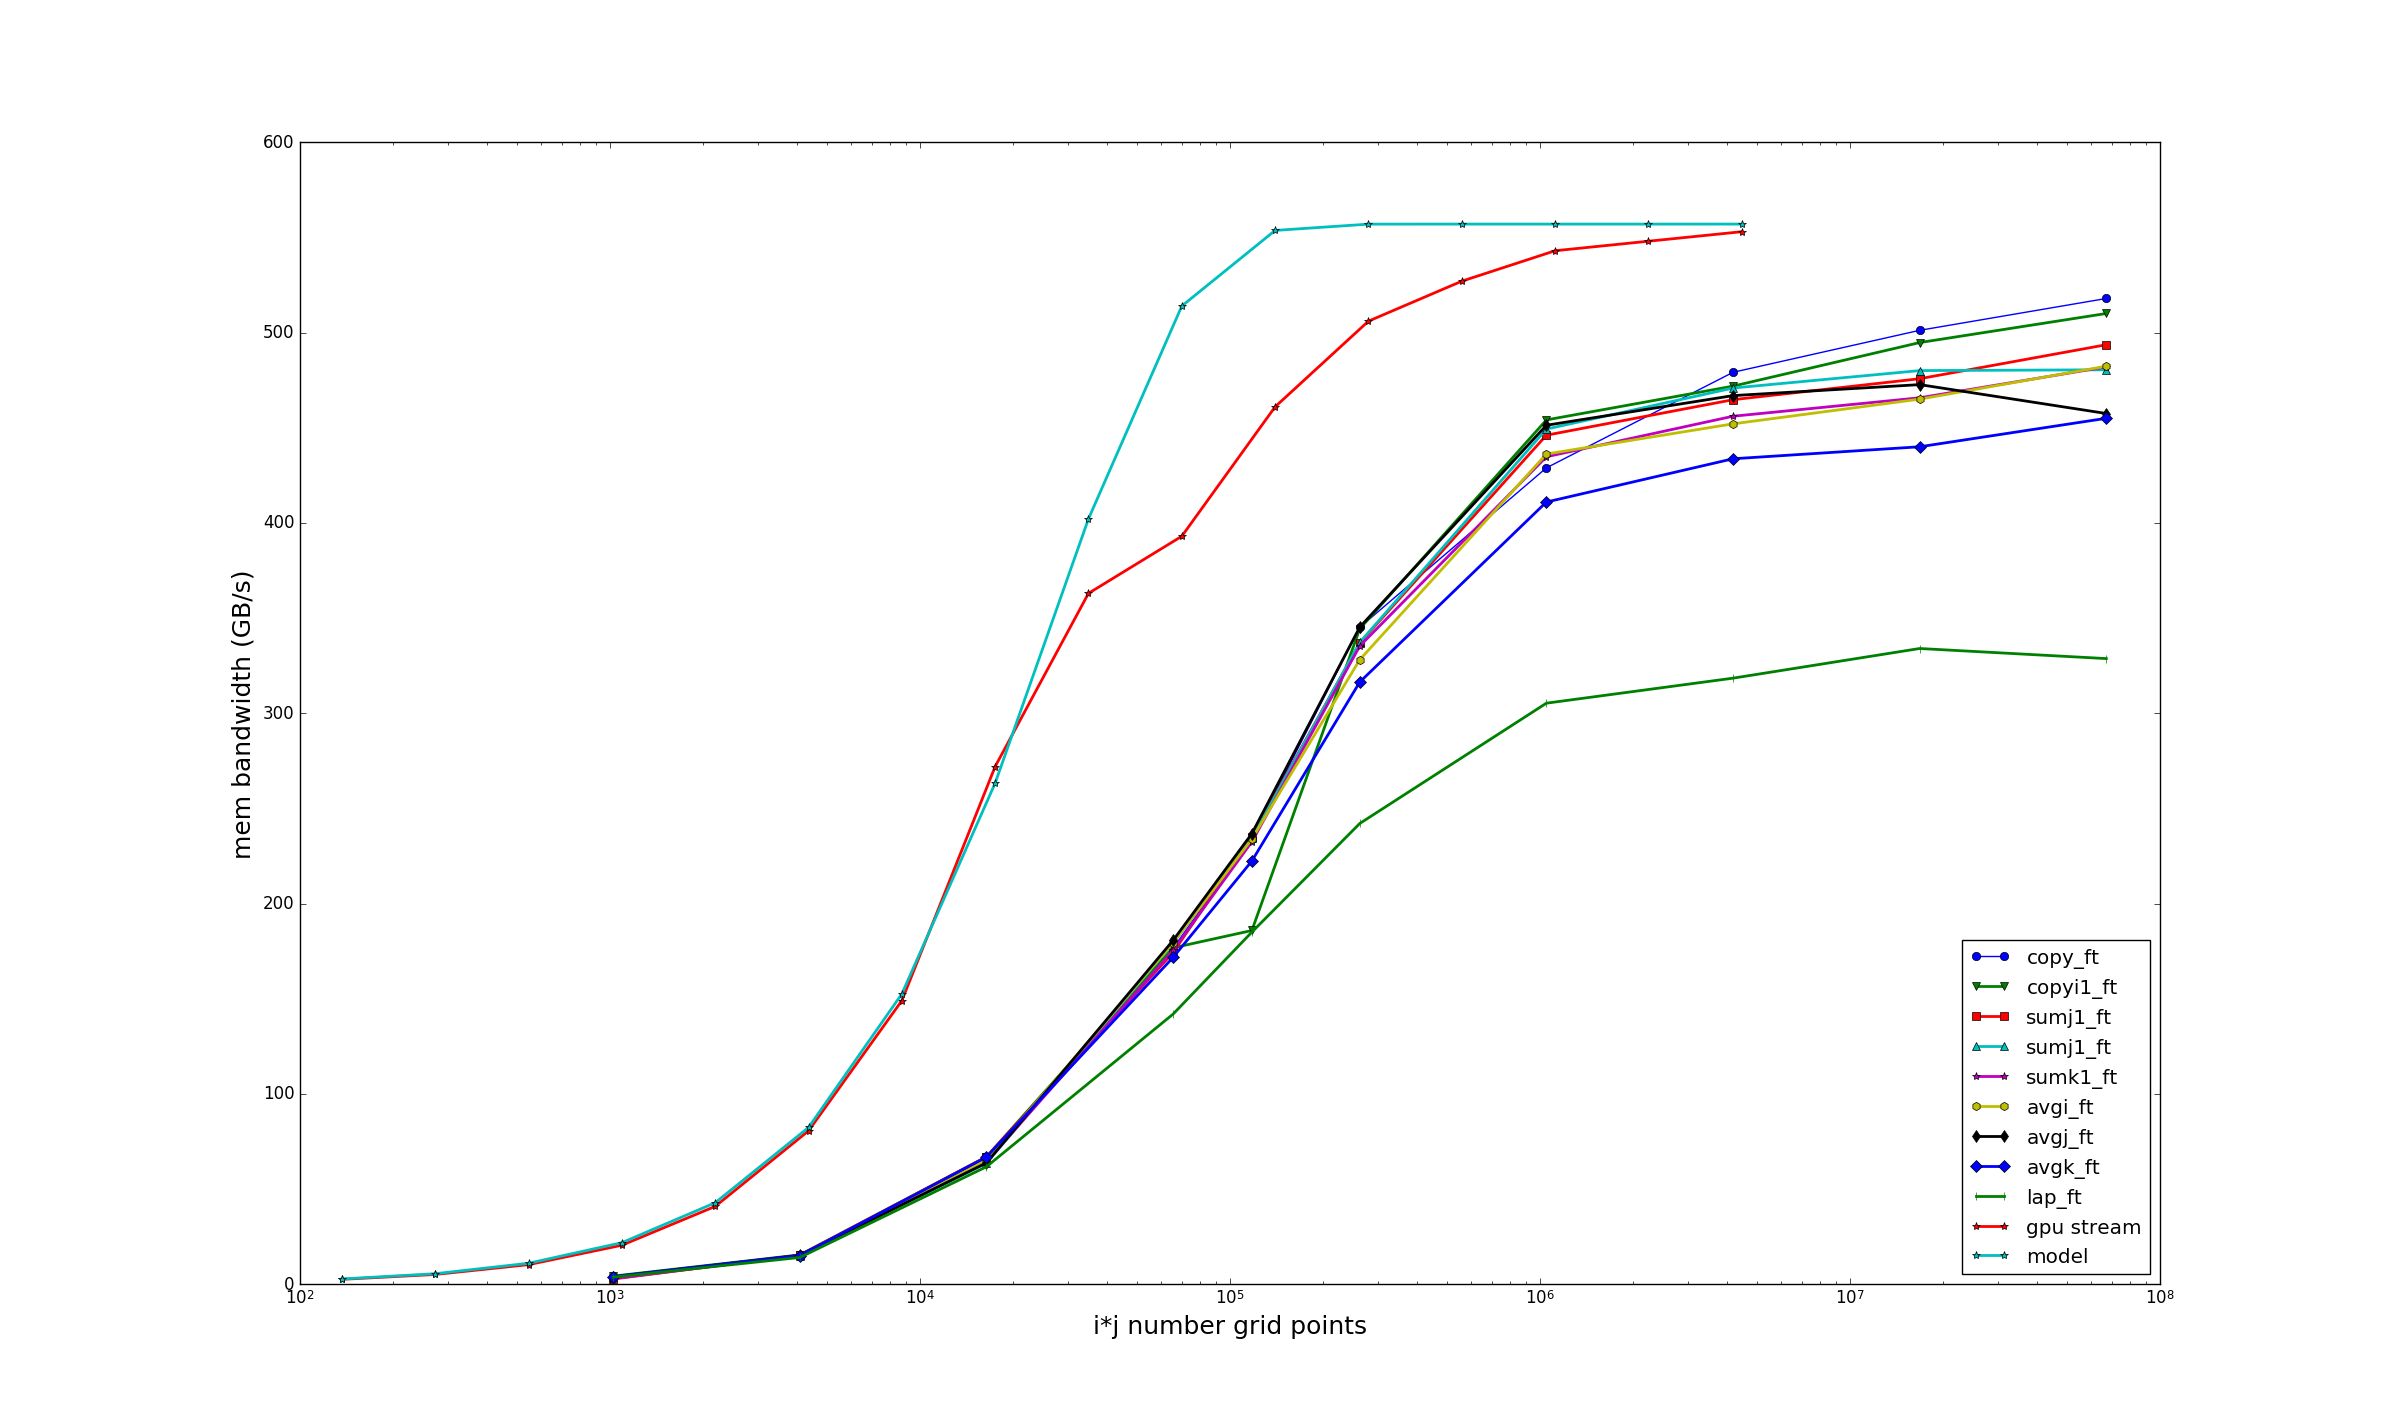 600
500
400
300
200
100
0
mem bandwidth (GB/s)
10² 10³ 10⁴ 10⁵ 10⁶ 10⁷ 10⁸
i*j number grid points
copy_ft
copyi1_ft
sumj1_ft
sumj1_ft
sumk1_ft
avgi_ft
avgj_ft
avgk_ft
lap_ft
gpu stream
model